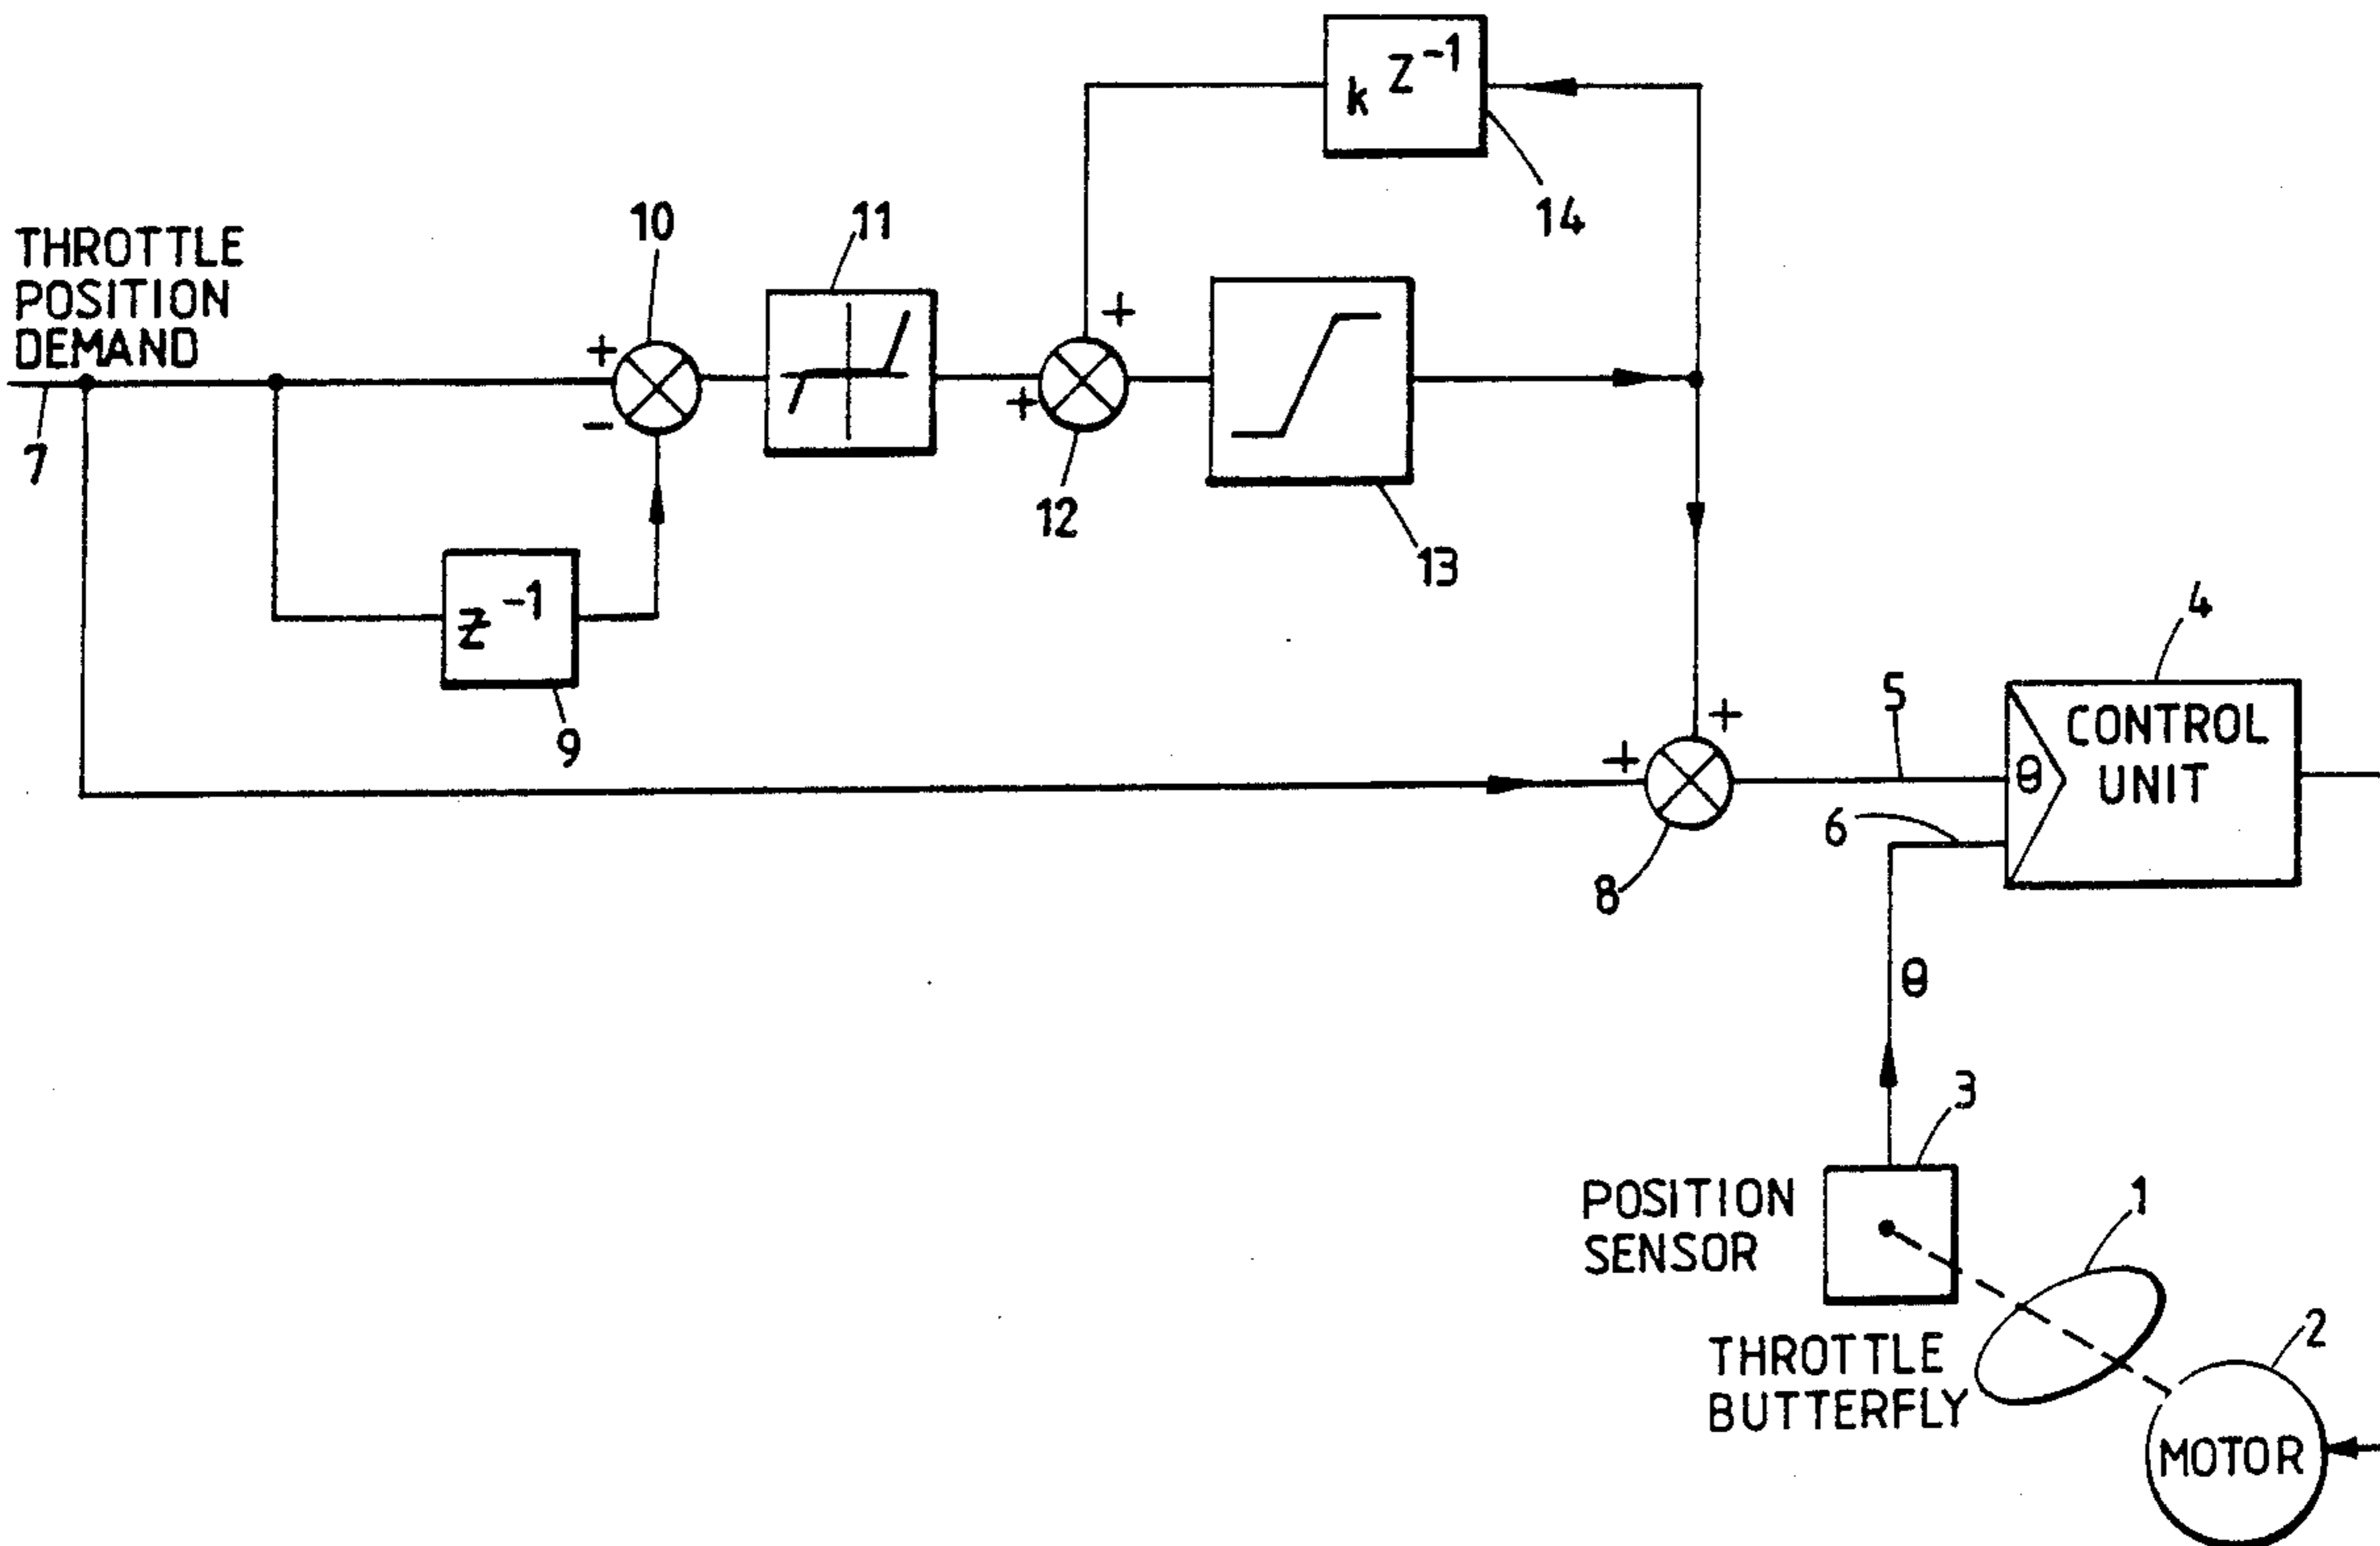 k Z⁻¹
14
10
11
THROTTLE
POSITION
DEMAND
+
+
-
+
7
12
13
Z⁻¹
9
4
5
+
+
CONTROL
UNIT
θ
6
8
θ
3
POSITION
SENSOR
1
THROTTLE
BUTTERFLY
2
MOTOR